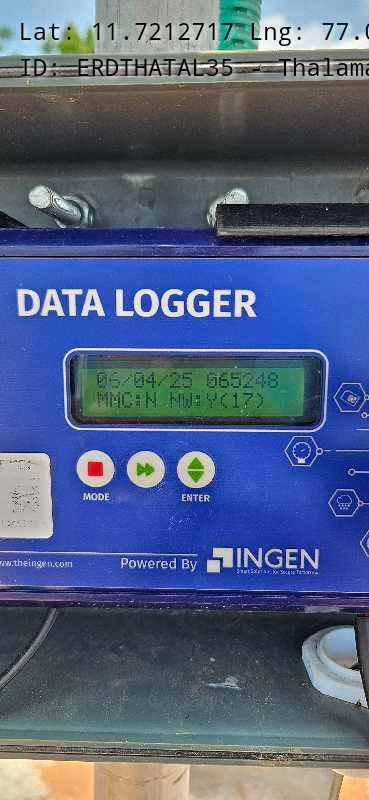 Lat: 11.7212717 Lng: 77.0
ID: ERDTHATAL35 - Thalama
DATA LOGGER
06/04/25 065248
MMC:N NW:Y(17)
MODE
ENTER
www.theingen.com
Powered By
INGEN